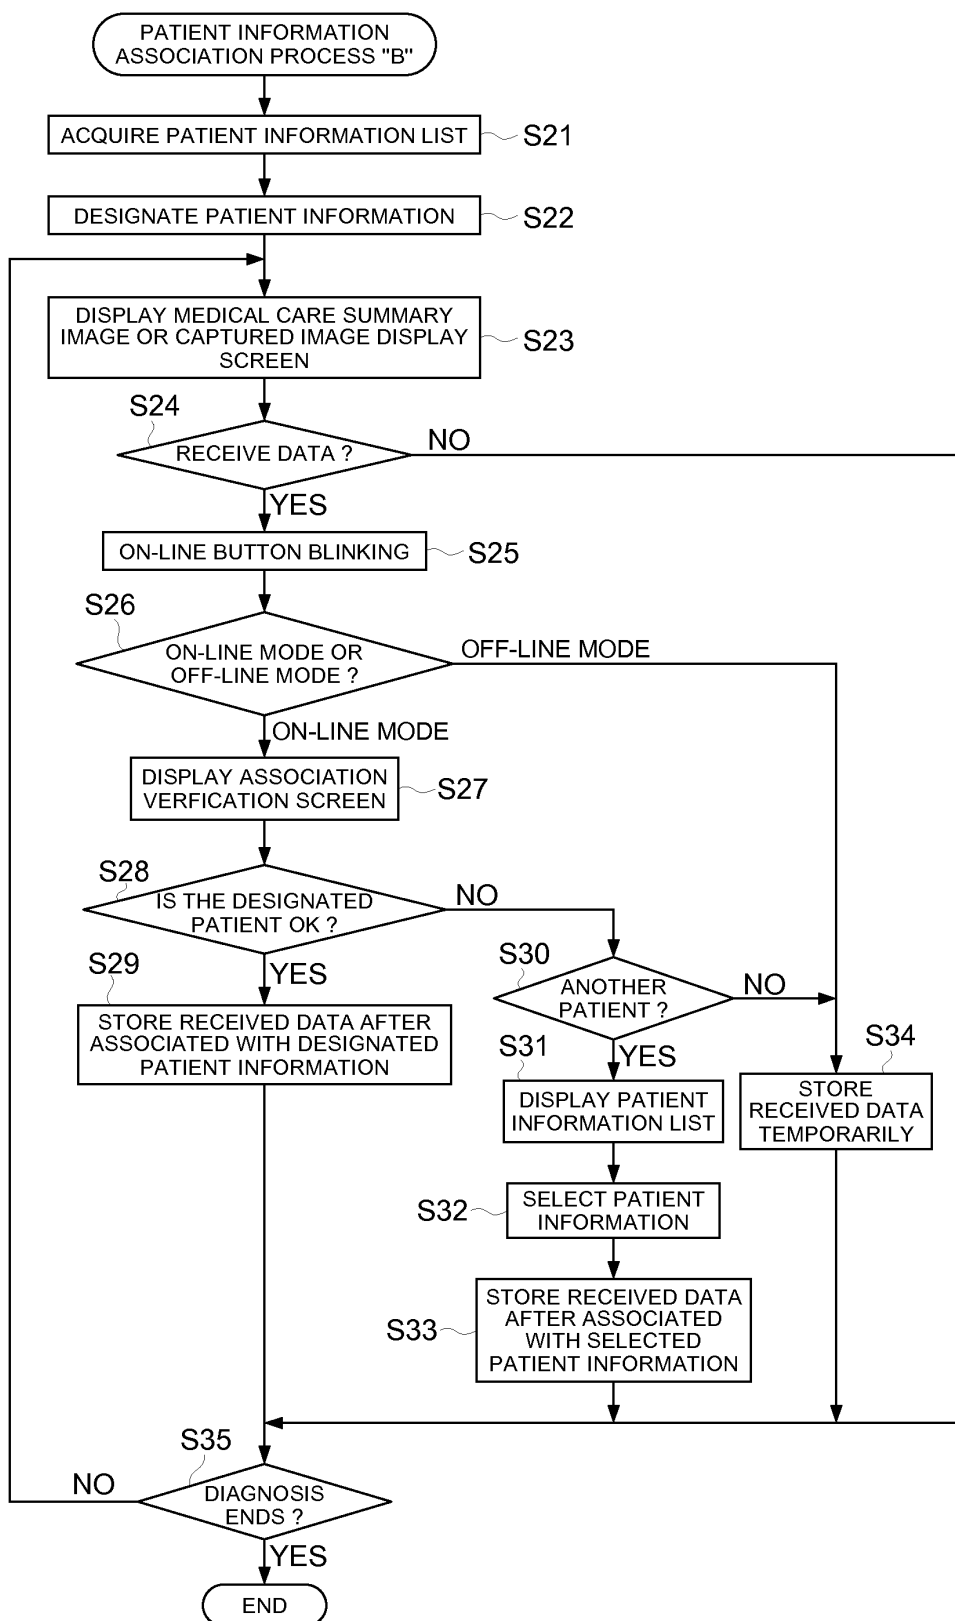 PATIENT INFORMATION
ASSOCIATION PROCESS "B"
ACQUIRE PATIENT INFORMATION LIST
S21
DESIGNATE PATIENT INFORMATION
S22
DISPLAY MEDICAL CARE SUMMARY
IMAGE OR CAPTURED IMAGE DISPLAY
SCREEN
S23
S24
RECEIVE DATA ?
NO
YES
ON-LINE BUTTON BLINKING
S25
S26
ON-LINE MODE OR
OFF-LINE MODE ?
OFF-LINE MODE
ON-LINE MODE
DISPLAY ASSOCIATION
VERFICATION SCREEN
S27
S28
IS THE DESIGNATED
PATIENT OK ?
NO
YES
S29
STORE RECEIVED DATA AFTER
ASSOCIATED WITH DESIGNATED
PATIENT INFORMATION
S30
ANOTHER
PATIENT ?
NO
YES
S31
DISPLAY PATIENT
INFORMATION LIST
S34
STORE
RECEIVED DATA
TEMPORARILY
S32
SELECT PATIENT
INFORMATION
S33
STORE RECEIVED DATA
AFTER ASSOCIATED
WITH SELECTED
PATIENT INFORMATION
S35
DIAGNOSIS
ENDS ?
NO
YES
END